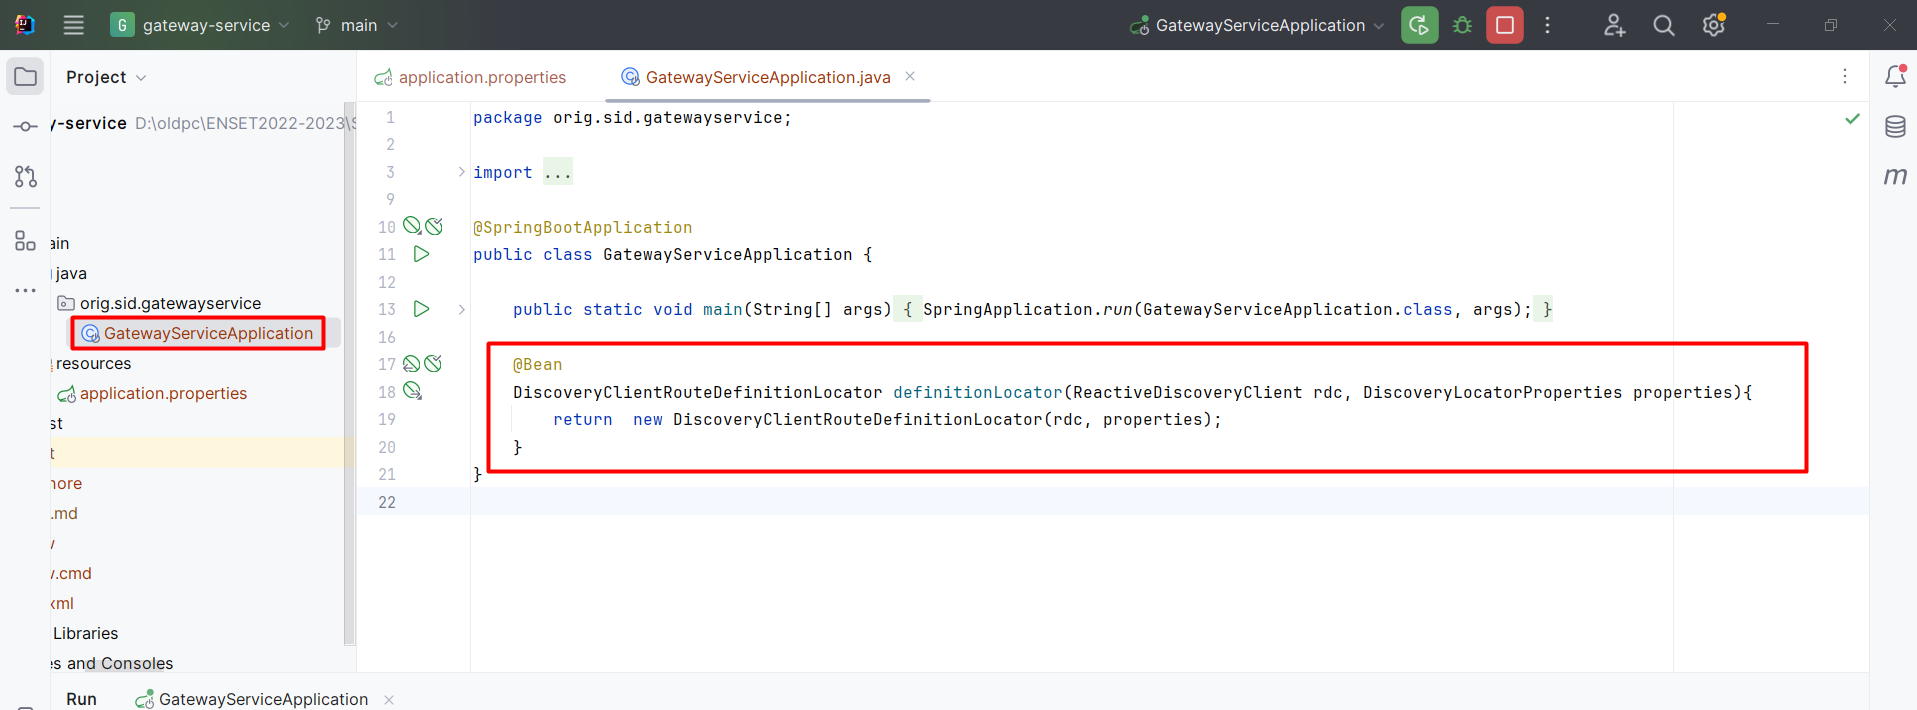 G gateway-service main GatewayServiceApplication
Project
y-service D:\oldpc\ENSET2022-2023\S
ain
java
orig.sid.gatewayservice
GatewayServiceApplication
resources
application.properties
st
t
ore
.md
.cmd
xml
Libraries
es and Consoles
application.properties GatewayServiceApplication.java
1 package orig.sid.gatewayservice;
2
3 import ...
9
10 @SpringBootApplication
11 public class GatewayServiceApplication {
12
13 public static void main(String[] args) { SpringApplication.run(GatewayServiceApplication.class, args); }
16
17 @Bean
18 DiscoveryClientRouteDefinitionLocator definitionLocator(ReactiveDiscoveryClient rdc, DiscoveryLocatorProperties properties){
19 return  new DiscoveryClientRouteDefinitionLocator(rdc, properties);
20 }
21 }
22
m
Run GatewayServiceApplication